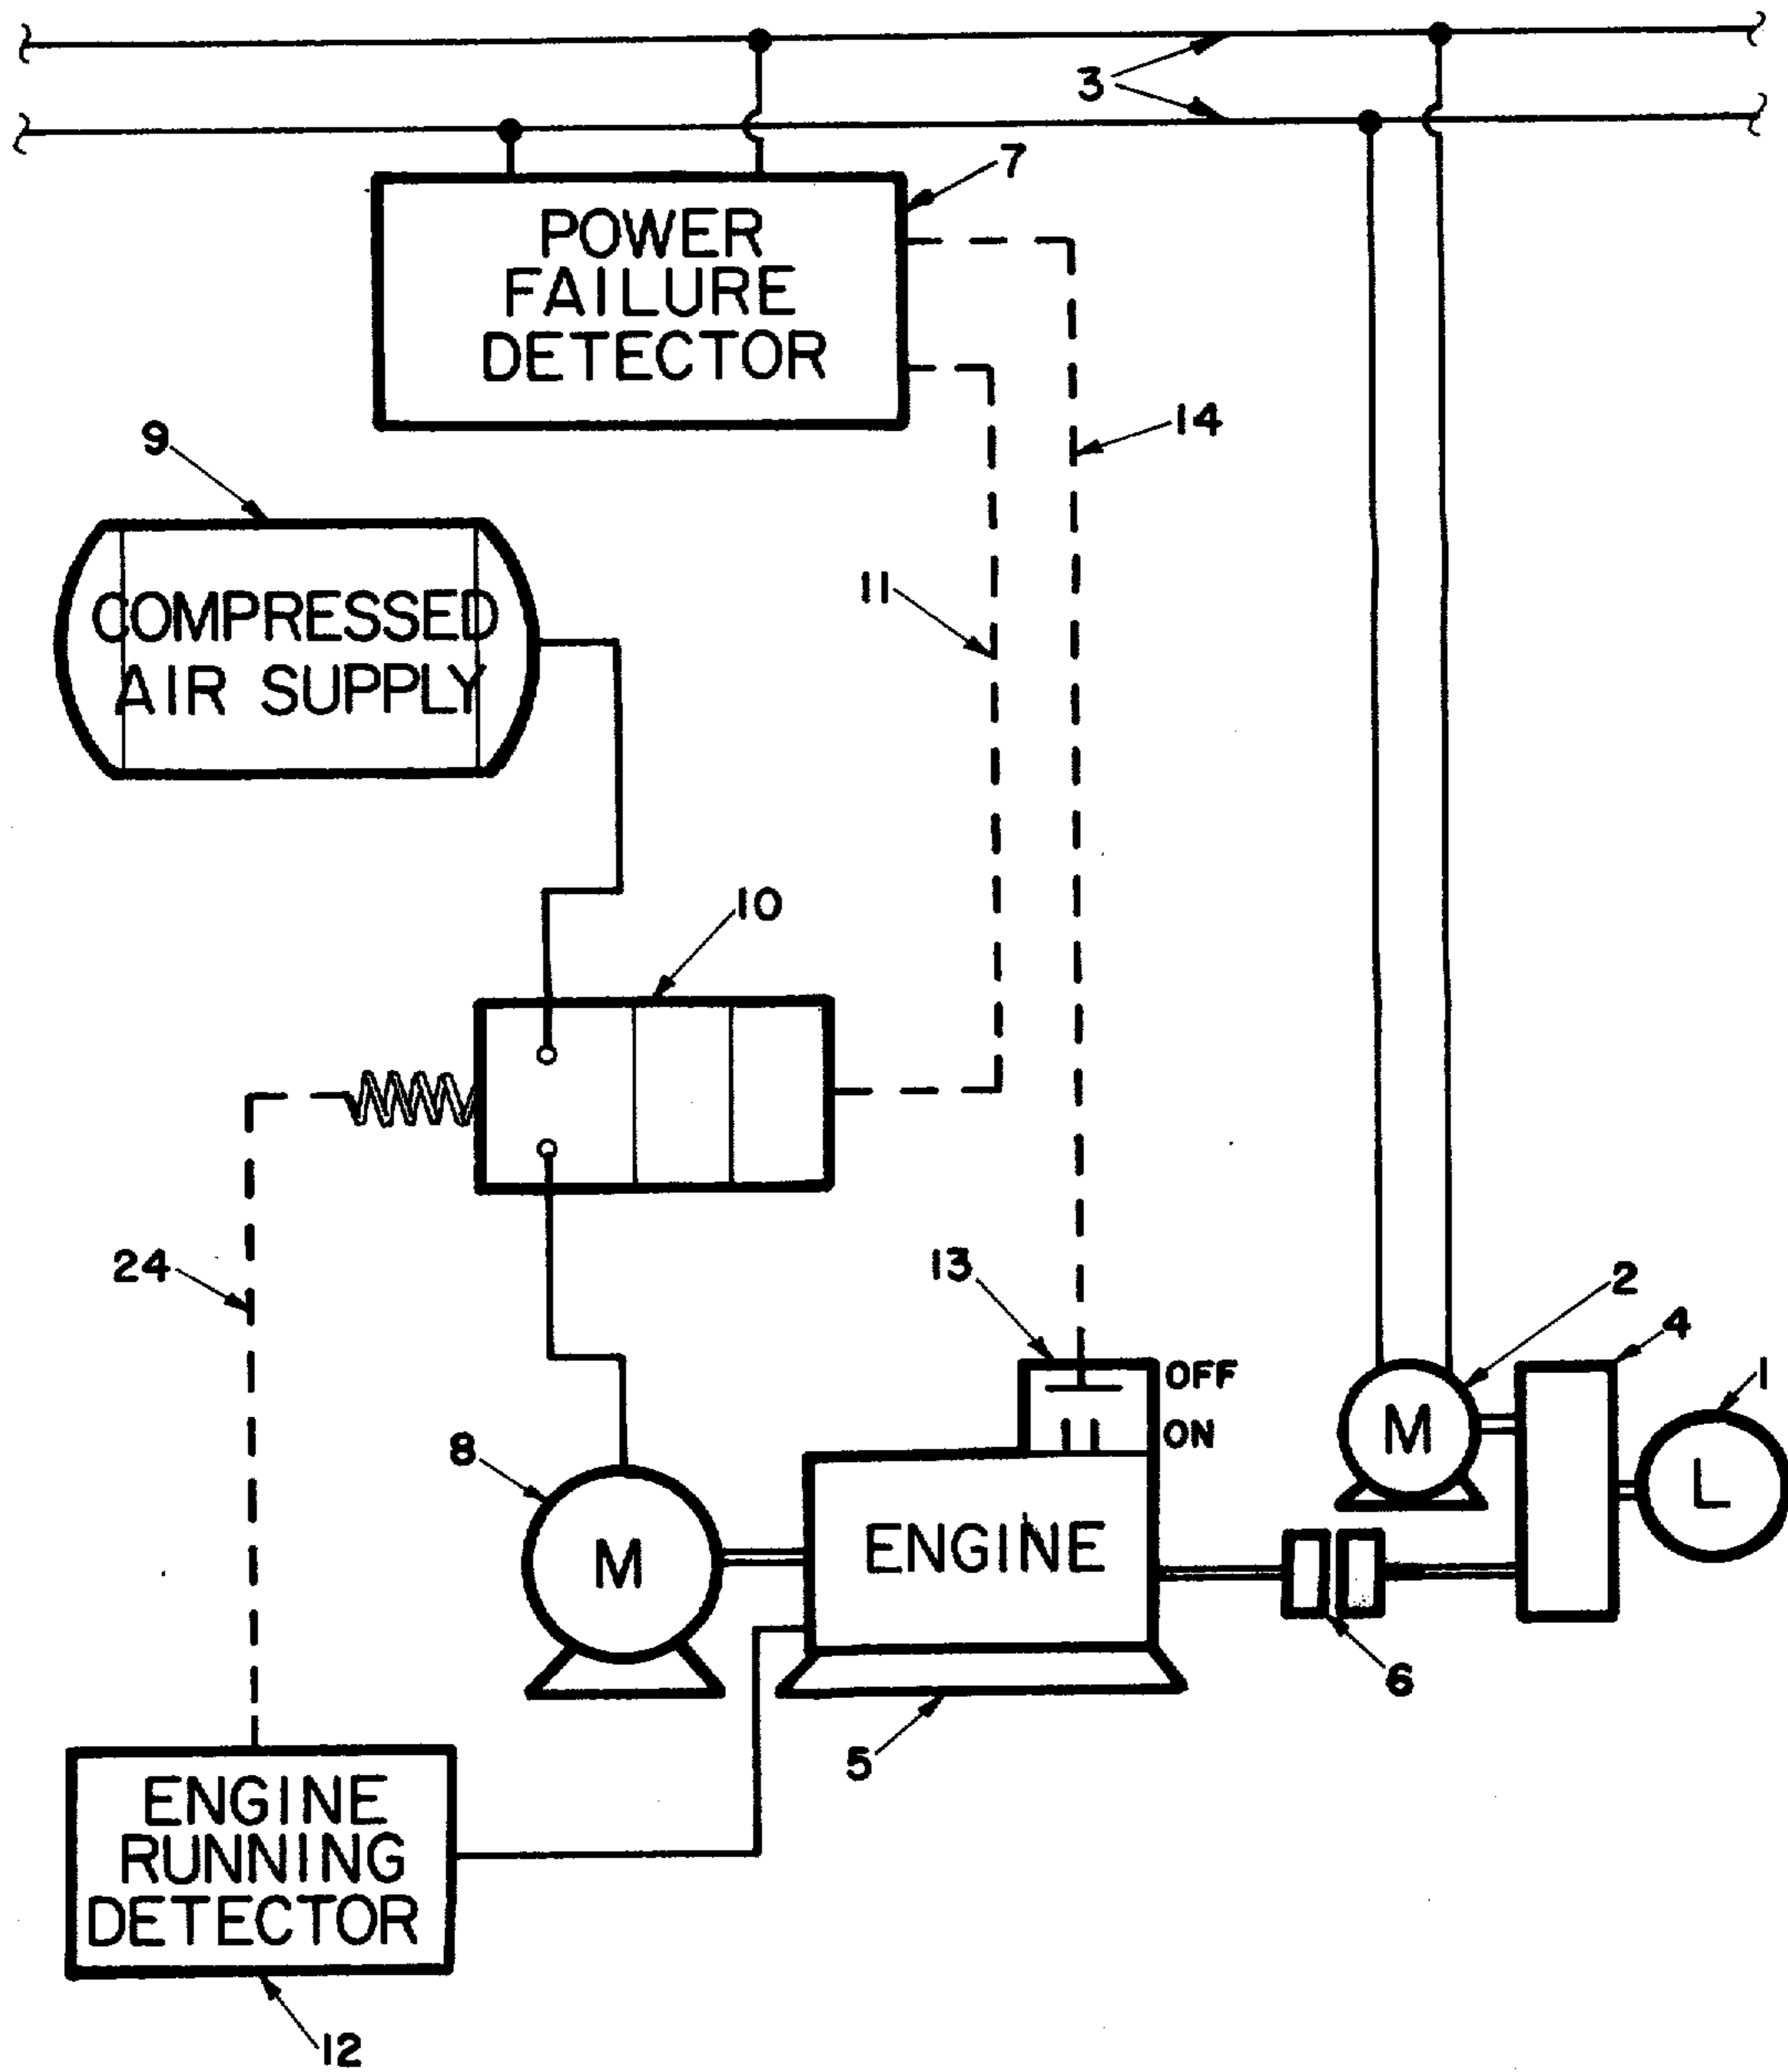 3
7
POWER
FAILURE
DETECTOR
14
9
11
COMPRESSED
AIR SUPPLY
10
24
13
2
4
OFF
1
ON
M
8
L
ENGINE
M
6
5
ENGINE
RUNNING
DETECTOR
12